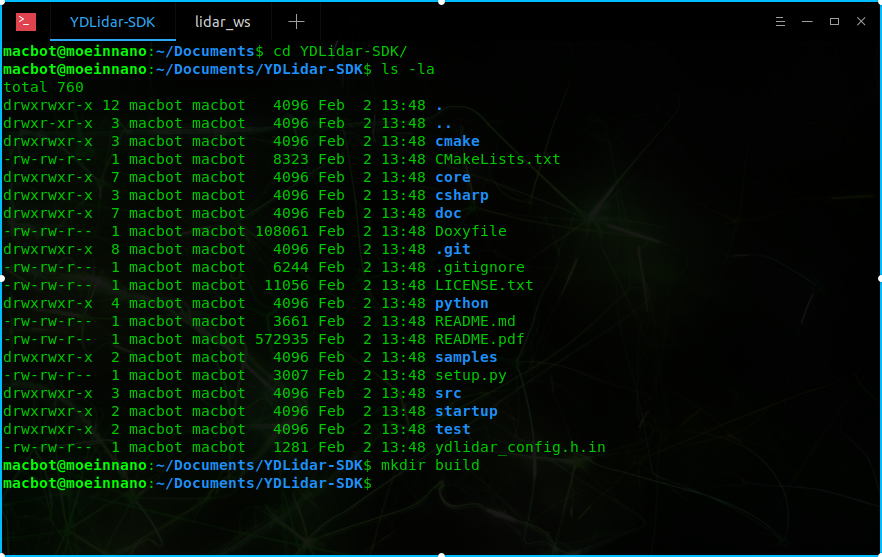 YDLidar-SDK lidar_ws
macbot@moeinnano:~/Documents$ cd YDLidar-SDK/
macbot@moeinnano:~/Documents/YDLidar-SDK$ ls -la
total 760
drwxrwxr-x 12 macbot macbot   4096 Feb  2 13:48 .
drwxr-xr-x  3 macbot macbot   4096 Feb  2 13:48 ..
drwxrwxr-x  3 macbot macbot   4096 Feb  2 13:48 cmake
-rw-rw-r--  1 macbot macbot   8323 Feb  2 13:48 CMakeLists.txt
drwxrwxr-x  7 macbot macbot   4096 Feb  2 13:48 core
drwxrwxr-x  3 macbot macbot   4096 Feb  2 13:48 csharp
drwxrwxr-x  7 macbot macbot   4096 Feb  2 13:48 doc
-rw-rw-r--  1 macbot macbot 108061 Feb  2 13:48 Doxyfile
drwxrwxr-x  8 macbot macbot   4096 Feb  2 13:48 .git
-rw-rw-r--  1 macbot macbot   6244 Feb  2 13:48 .gitignore
-rw-rw-r--  1 macbot macbot  11056 Feb  2 13:48 LICENSE.txt
drwxrwxr-x  4 macbot macbot   4096 Feb  2 13:48 python
-rw-rw-r--  1 macbot macbot   3661 Feb  2 13:48 README.md
-rw-rw-r--  1 macbot macbot 572935 Feb  2 13:48 README.pdf
drwxrwxr-x  2 macbot macbot   4096 Feb  2 13:48 samples
-rw-rw-r--  1 macbot macbot   3007 Feb  2 13:48 setup.py
drwxrwxr-x  3 macbot macbot   4096 Feb  2 13:48 src
drwxrwxr-x  2 macbot macbot   4096 Feb  2 13:48 startup
drwxrwxr-x  2 macbot macbot   4096 Feb  2 13:48 test
-rw-rw-r--  1 macbot macbot   1281 Feb  2 13:48 ydlidar_config.h.in
macbot@moeinnano:~/Documents/YDLidar-SDK$ mkdir build
macbot@moeinnano:~/Documents/YDLidar-SDK$